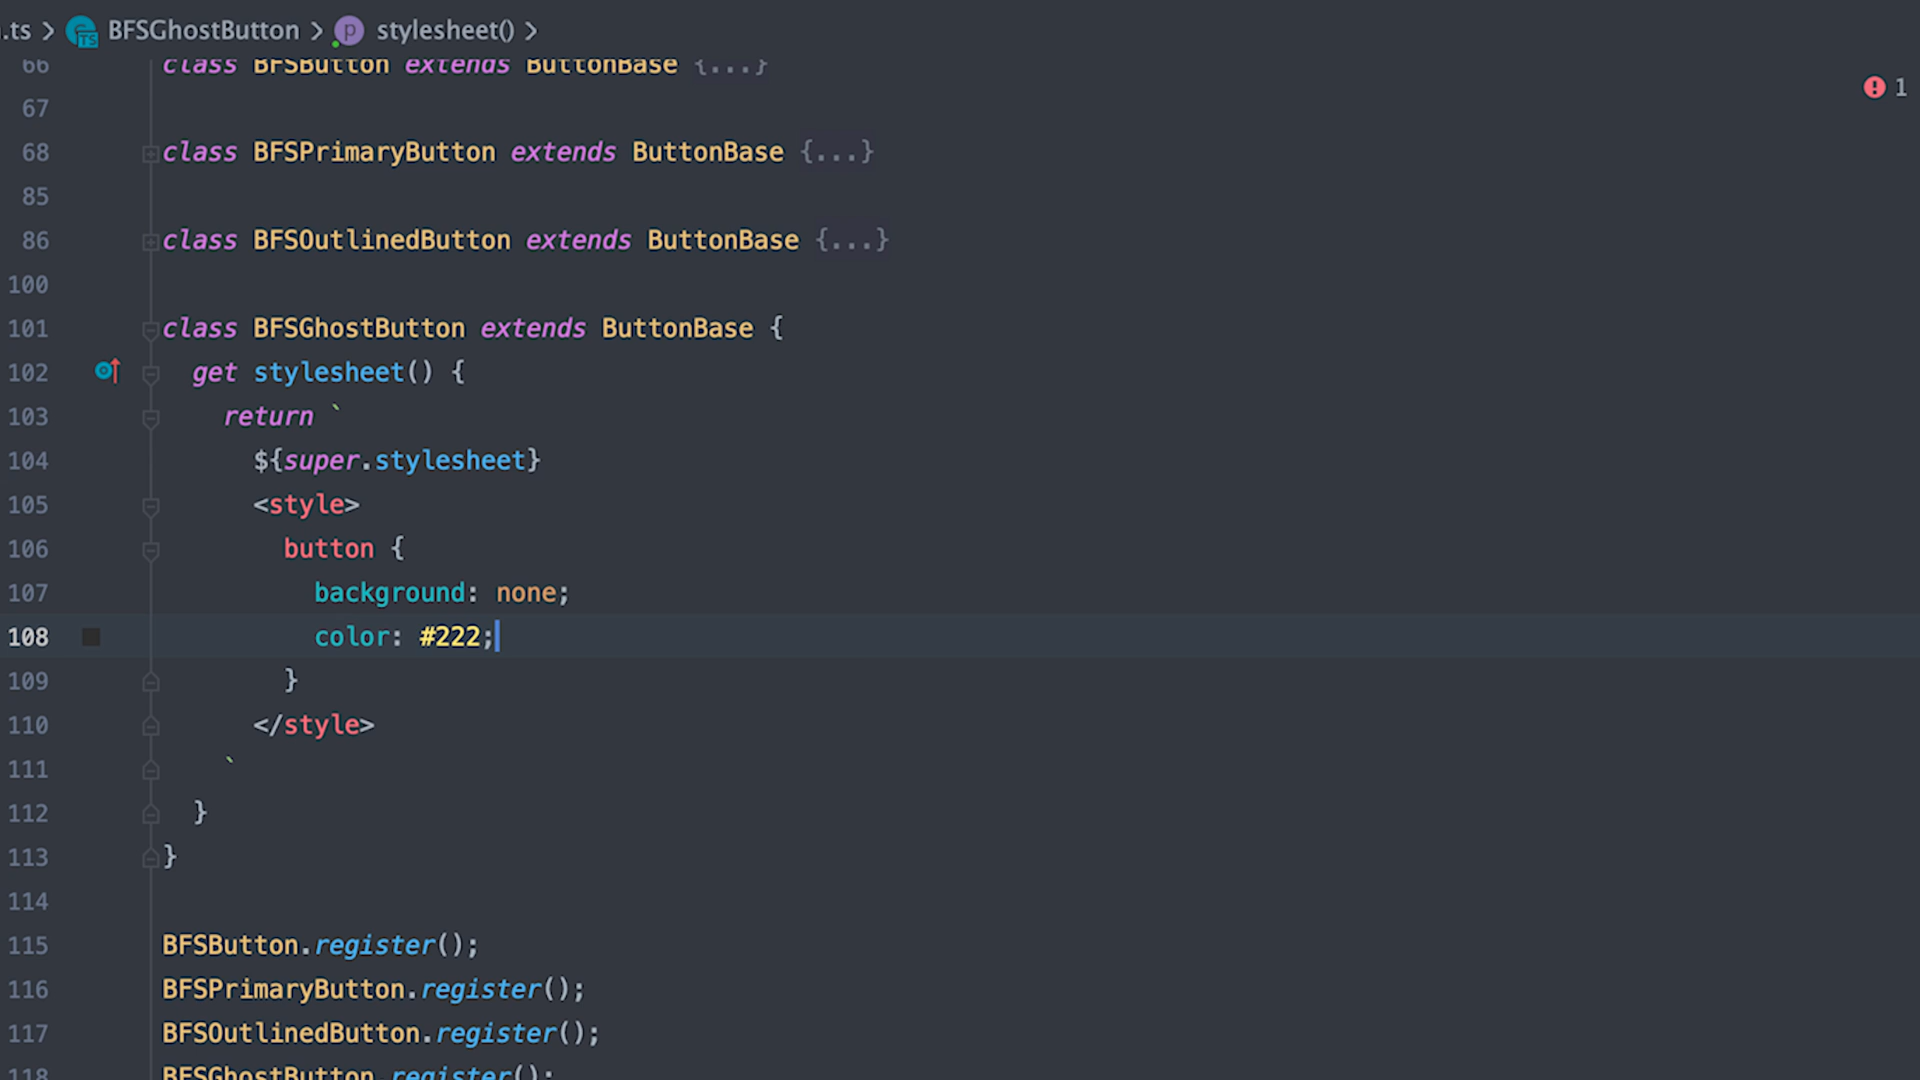 .ts > BFSGhostButton > p stylesheet() >
66 class BFSButton extends ButtonBase {...}
1
67
68 class BFSPrimaryButton extends ButtonBase {...}
85
86 class BFSOutlinedButton extends ButtonBase {...}
100
101 class BFSGhostButton extends ButtonBase {
102 get stylesheet() {
103 return `
104 ${super.stylesheet}
105 <style>
106 button {
107 background: none;
108 color: #222;
109 }
110 </style>
111 `
112 }
113 }
114
115 BFSButton.register();
116 BFSPrimaryButton.register();
117 BFSOutlinedButton.register();
118 BFSGhostButton.register();